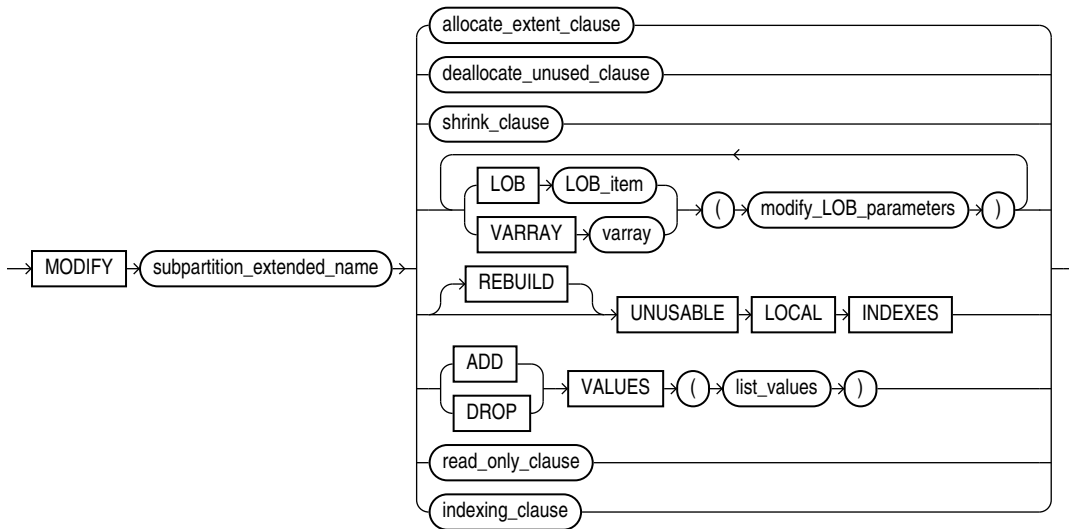 allocate_extent_clause
deallocate_unused_clause
shrink_clause
LOB LOB_item
VARRAY varray
( modify_LOB_parameters )
MODIFY subpartition_extended_name
REBUILD
UNUSABLE LOCAL INDEXES
ADD
DROP
VALUES ( list_values )
read_only_clause
indexing_clause